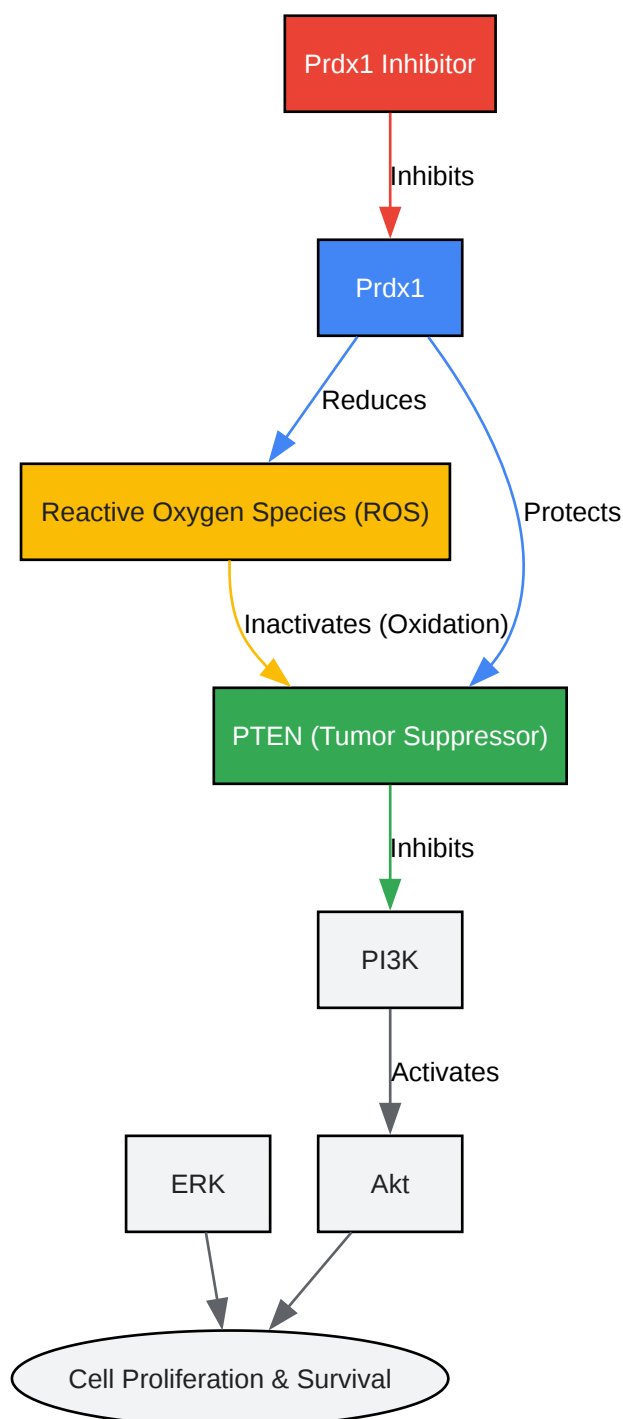 Prdx1 Inhibitor
Inhibits
Prdx1
Reduces
Reactive Oxygen Species (ROS)
Protects
Inactivates (Oxidation)
PTEN (Tumor Suppressor)
Inhibits
PI3K
Activates
ERK
Akt
Cell Proliferation & Survival